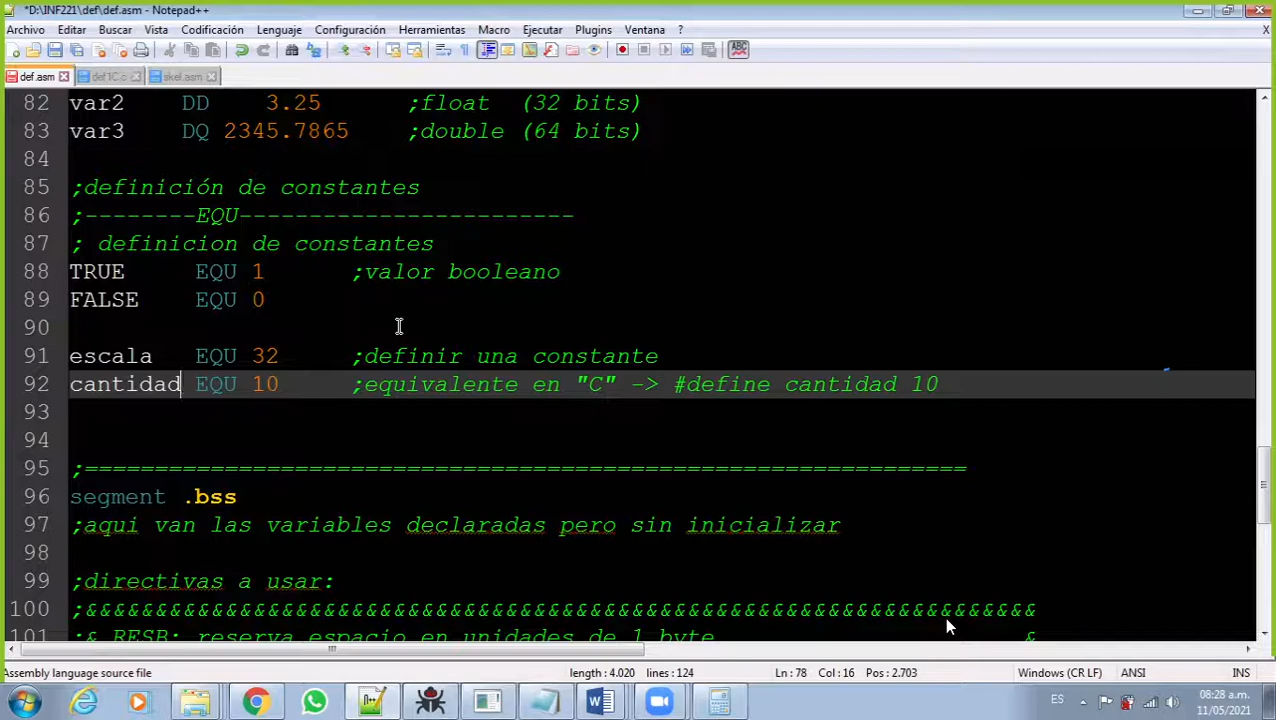 *D:\INF221\def\def.asm - Notepad++
Archivo Editar Buscar Vista Codificación Lenguaje Configuración Herramientas Macro Ejecutar Plugins Ventana ? X
ABC
def.asm def1C.c skel.asm
82 var2 DD 3.25 ;float (32 bits)
83 var3 DQ 2345.7865 ;double (64 bits)
84
85 ;definición de constantes
86 ;--------EQU------------------------
87 ; definicion de constantes
88 TRUE EQU 1 ;valor booleano
89 FALSE EQU 0
90
91 escala EQU 32 ;definir una constante
92 cantidad EQU 10 ;equivalente en "C" -> #define cantidad 10
93
94
95 ;===============================================================
96 segment .bss
97 ;aqui van las variables declaradas pero sin inicializar
98
99 ;directivas a usar:
100 ;&&&&&&&&&&&&&&&&&&&&&&&&&&&&&&&&&&&&&&&&&&&&&&&&&&&&&&&&&&&&&&&&&&&&
101 ;& RESB: reserva espacio en unidades de 1 byte &
Assembly language source file length : 4.020 lines : 124 Ln : 78 Col : 16 Pos : 2.703 Windows (CR LF) ANSI INS
ES 08:28 a.m.
11/05/2021